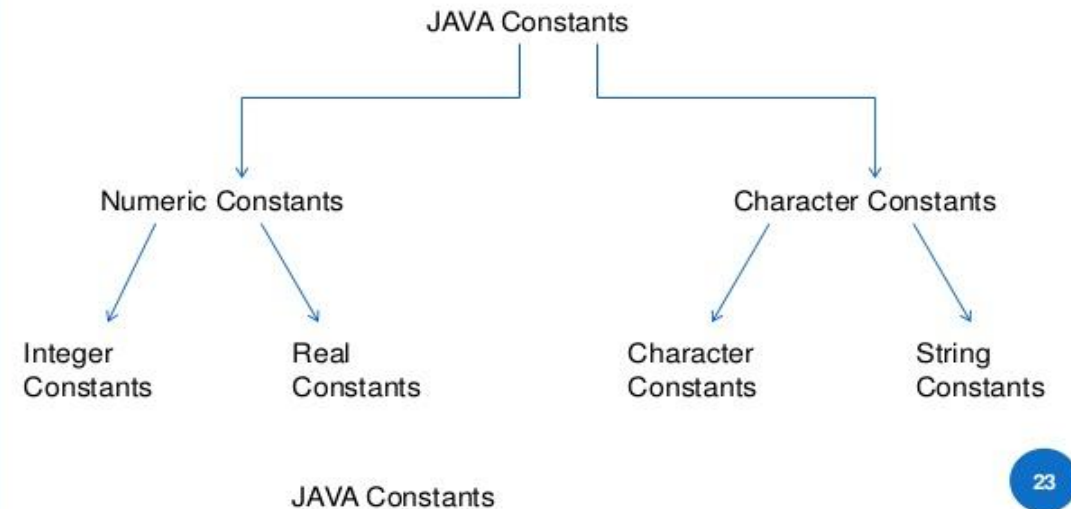 JAVA Constants
Numeric Constants
Character Constants
Integer
Constants
Real
Constants
Character
Constants
String
Constants
JAVA Constants
23